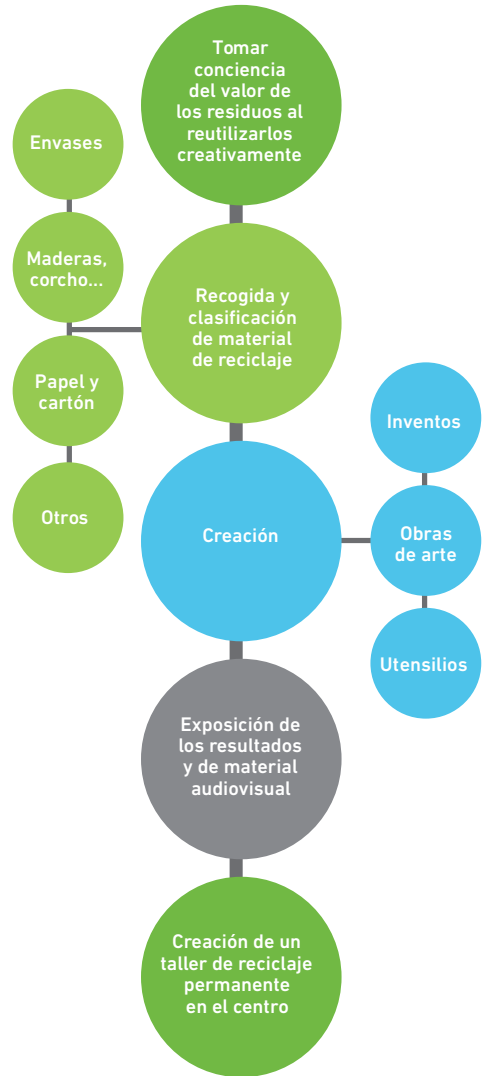 Tomar
conciencia
del valor de
los residuos al
reutilizarlos
creativamente
Envases
Maderas,
corcho...
Papel y
cartón
Otros
Recogida y
clasificación
de material
de reciclaje
Creación
Inventos
Obras
de arte
Utensilios
Exposición de
los resultados
y de material
audiovisual
Creación de un
taller de reciclaje
permanente
en el centro